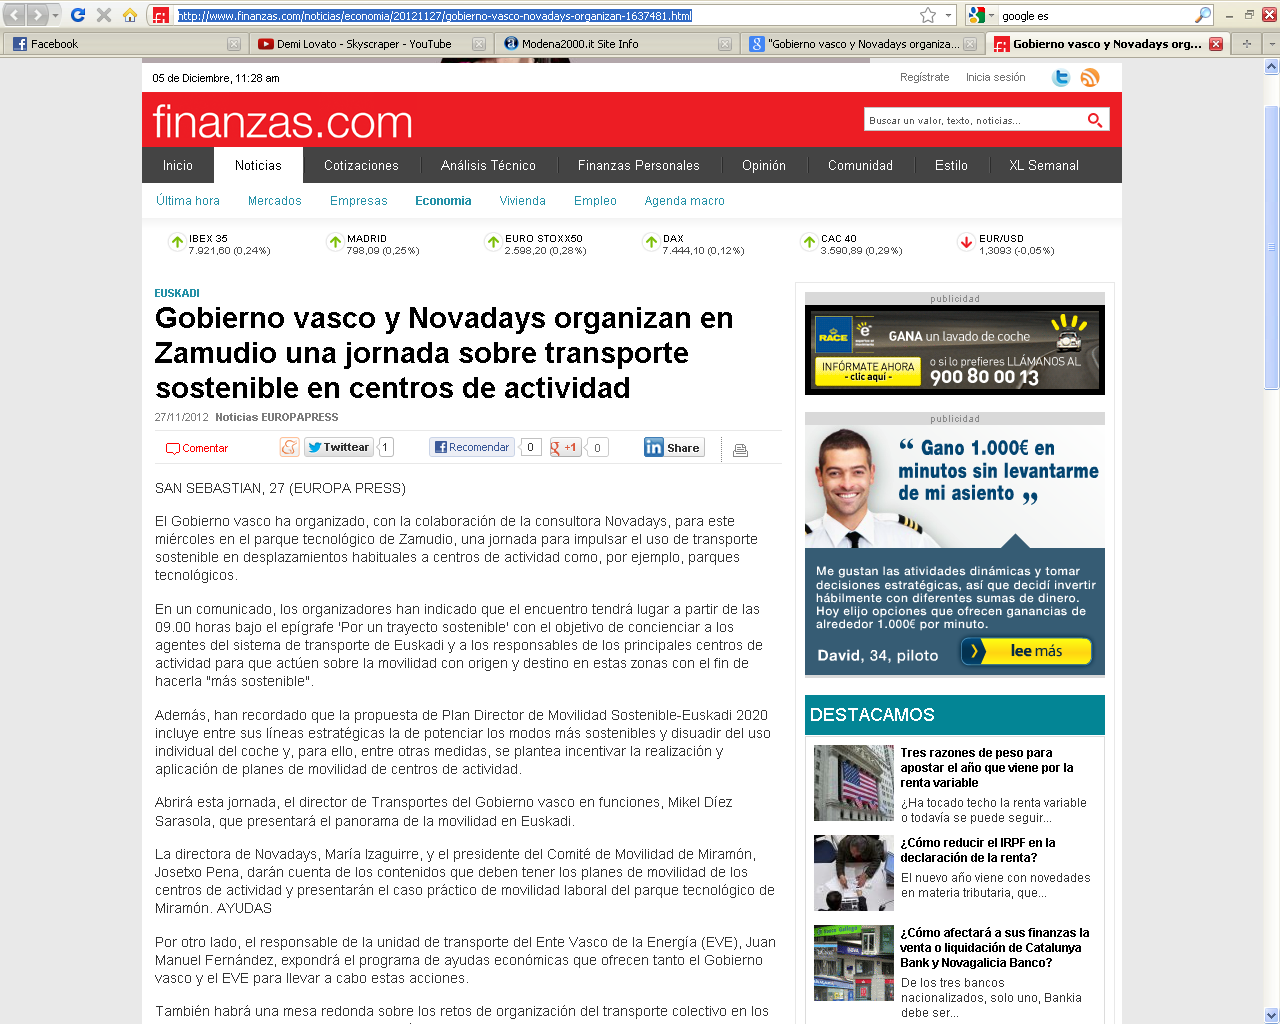 http://www.finanzas.com/noticias/economia/20121127/gobierno-vasco-novadays-organizan-1637481.html
google es
Facebook
Demi Lovato - Skyscraper - YouTube
Modena2000.it Site Info
"Gobierno vasco y Novadays organiza...
Gobierno vasco y Novadays org...
05 de Diciembre, 11:28 am
Regístrate
Inicia sesión
finanzas.com
Buscar un valor, texto, noticias...
Inicio
Noticias
Cotizaciones
Análisis Técnico
Finanzas Personales
Opinión
Comunidad
Estilo
XL Semanal
Última hora
Mercados
Empresas
Economia
Vivienda
Empleo
Agenda macro
IBEX 35
7.921,60 (0,24%)
MADRID
798,09 (0,25%)
EURO STOXX50
2.598,20 (0,28%)
DAX
7.444,10 (0,12%)
CAC 40
3.590,89 (0,29%)
EUR/USD
1,3093 (-0,05%)
EUSKADI
Gobierno vasco y Novadays organizan en
Zamudio una jornada sobre transporte
sostenible en centros de actividad
27/11/2012 Noticias EUROPAPRESS
Comentar
Twittear
1
Recomendar
0
+1
0
Share
SAN SEBASTIAN, 27 (EUROPA PRESS)
El Gobierno vasco ha organizado, con la colaboración de la consultora Novadays, para este
miércoles en el parque tecnológico de Zamudio, una jornada para impulsar el uso de transporte
sostenible en desplazamientos habituales a centros de actividad como, por ejemplo, parques
tecnológicos.
En un comunicado, los organizadores han indicado que el encuentro tendrá lugar a partir de las
09.00 horas bajo el epígrafe 'Por un trayecto sostenible' con el objetivo de concienciar a los
agentes del sistema de transporte de Euskadi y a los responsables de los principales centros de
actividad para que actúen sobre la movilidad con origen y destino en estas zonas con el fin de
hacerla "más sostenible".
Además, han recordado que la propuesta de Plan Director de Movilidad Sostenible-Euskadi 2020
incluye entre sus líneas estratégicas la de potenciar los modos más sostenibles y disuadir del uso
individual del coche y, para ello, entre otras medidas, se plantea incentivar la realización y
aplicación de planes de movilidad de centros de actividad.
Abrirá esta jornada, el director de Transportes del Gobierno vasco en funciones, Mikel Díez
Sarasola, que presentará el panorama de la movilidad en Euskadi.
La directora de Novadays, María Izaguirre, y el presidente del Comité de Movilidad de Miramón,
Josetxo Pena, darán cuenta de los contenidos que deben tener los planes de movilidad de los
centros de actividad y presentarán el caso práctico de movilidad laboral del parque tecnológico de
Miramón. AYUDAS
Por otro lado, el responsable de la unidad de transporte del Ente Vasco de la Energía (EVE), Juan
Manuel Fernández, expondrá el programa de ayudas económicas que ofrecen tanto el Gobierno
vasco y el EVE para llevar a cabo estas acciones.
También habrá una mesa redonda sobre los retos de organización del transporte colectivo en los
publicidad
RACE
GANA un lavado de coche
INFÓRMATE AHORA
- clic aquí -
o si lo prefieres LLÁMANOS AL
900 80 00 13
publicidad
“ Gano 1.000€ en
minutos sin levantarme
de mi asiento ”
Me gustan las atividades dinámicas y tomar
decisiones estratégicas, así que decidí invertir
hábilmente con diferentes sumas de dinero.
Hoy elijo opciones que ofrecen ganancias de
alrededor 1.000€ por minuto.
David, 34, piloto
lee más
DESTACAMOS
Tres razones de peso para
apostar el año que viene por la
renta variable
¿Ha tocado techo la renta variable
o todavía se puede seguir...
¿Cómo reducir el IRPF en la
declaración de la renta?
El nuevo año viene con novedades
en materia tributaria, que...
¿Cómo afectará a sus finanzas la
venta o liquidación de Catalunya
Bank y Novagalicia Banco?
De los tres bancos
nacionalizados, solo uno, Bankia
debe ser...